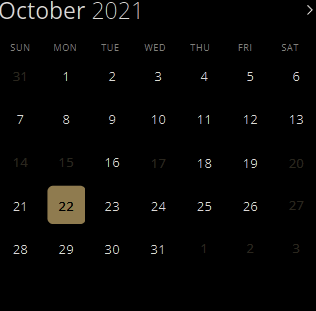 October 2021
SUN MON TUE WED THU FRI SAT
31 1 2 3 4 5 6
7 8 9 10 11 12 13
14 15 16 17 18 19 20
21 22 23 24 25 26 27
28 29 30 31 1 2 3